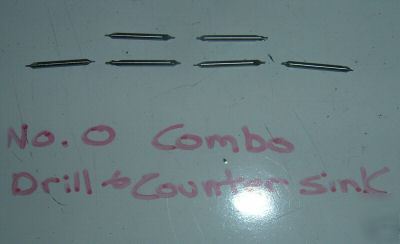 No. 0 Combo
Drill & Counter sink